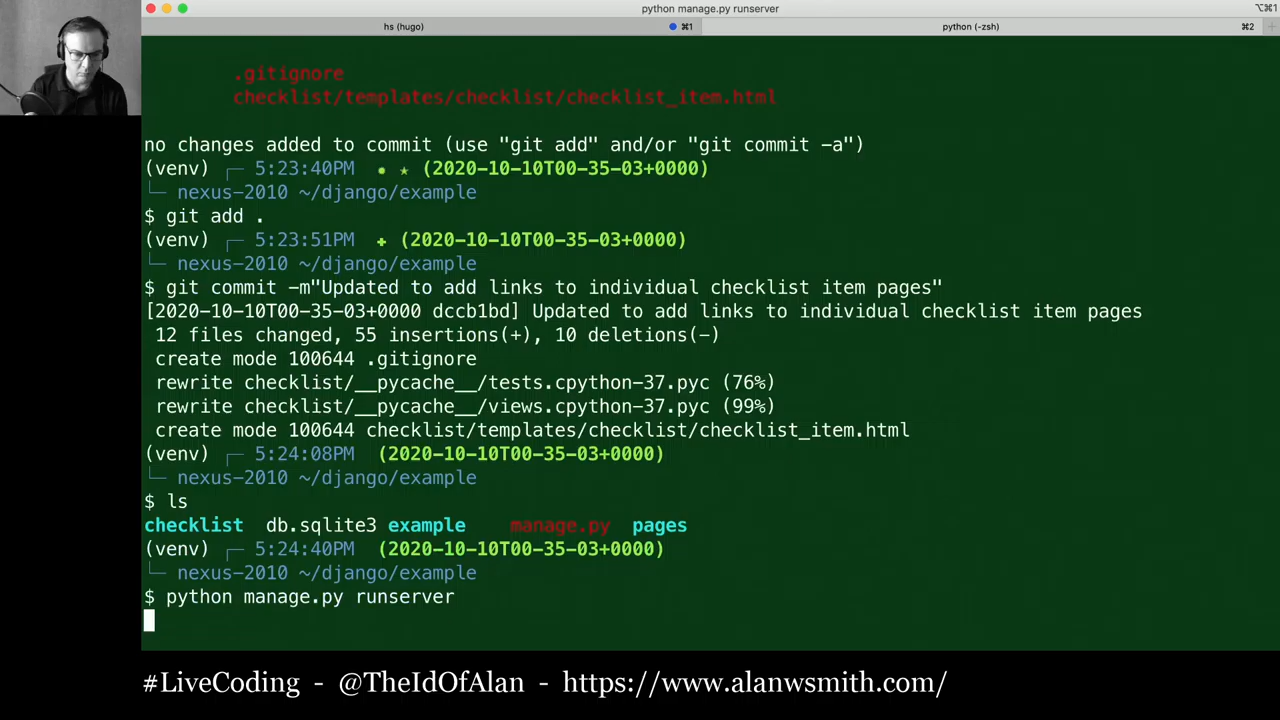 python manage.py runserver
⌥⌘1
hs (hugo)
⌘1
python (-zsh)
⌘2
+
.gitignore
checklist/templates/checklist/checklist_item.html
no changes added to commit (use "git add" and/or "git commit -a")
(venv) ┌─ 5:23:40PM ✹ ★ (2020-10-10T00-35-03+0000)
└─ nexus-2010 ~/django/example
$ git add .
(venv) ┌─ 5:23:51PM ✚ (2020-10-10T00-35-03+0000)
└─ nexus-2010 ~/django/example
$ git commit -m"Updated to add links to individual checklist item pages"
[2020-10-10T00-35-03+0000 dccb1bd] Updated to add links to individual checklist item pages
12 files changed, 55 insertions(+), 10 deletions(-)
create mode 100644 .gitignore
rewrite checklist/__pycache__/tests.cpython-37.pyc (76%)
rewrite checklist/__pycache__/views.cpython-37.pyc (99%)
create mode 100644 checklist/templates/checklist/checklist_item.html
(venv) ┌─ 5:24:08PM (2020-10-10T00-35-03+0000)
└─ nexus-2010 ~/django/example
$ ls
checklist db.sqlite3 example manage.py pages
(venv) ┌─ 5:24:40PM (2020-10-10T00-35-03+0000)
└─ nexus-2010 ~/django/example
$ python manage.py runserver
#LiveCoding - @TheIdOfAlan - https://www.alanwsmith.com/